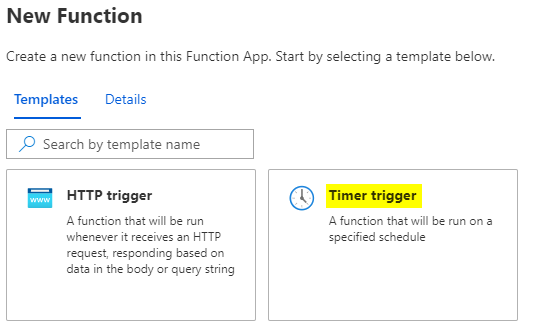 New Function
Create a new function in this Function App. Start by selecting a template below.
Templates Details
Search by template name
www
HTTP trigger
A function that will be run
whenever it receives an HTTP
request, responding based on
data in the body or query string
Timer trigger
A function that will be run on a
specified schedule